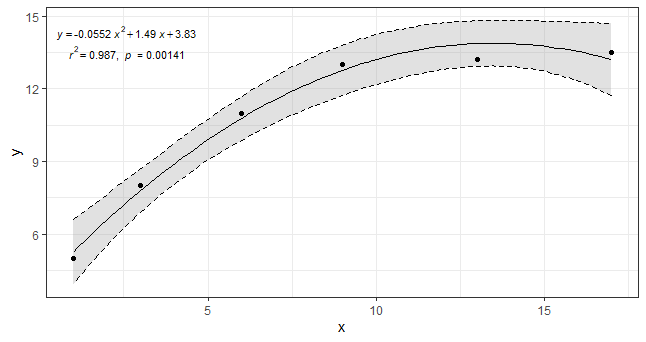 y = -0.0552 x² + 1.49 x + 3.83
r² = 0.987, p = 0.00141
15
12
9
6
y
5
10
15
x